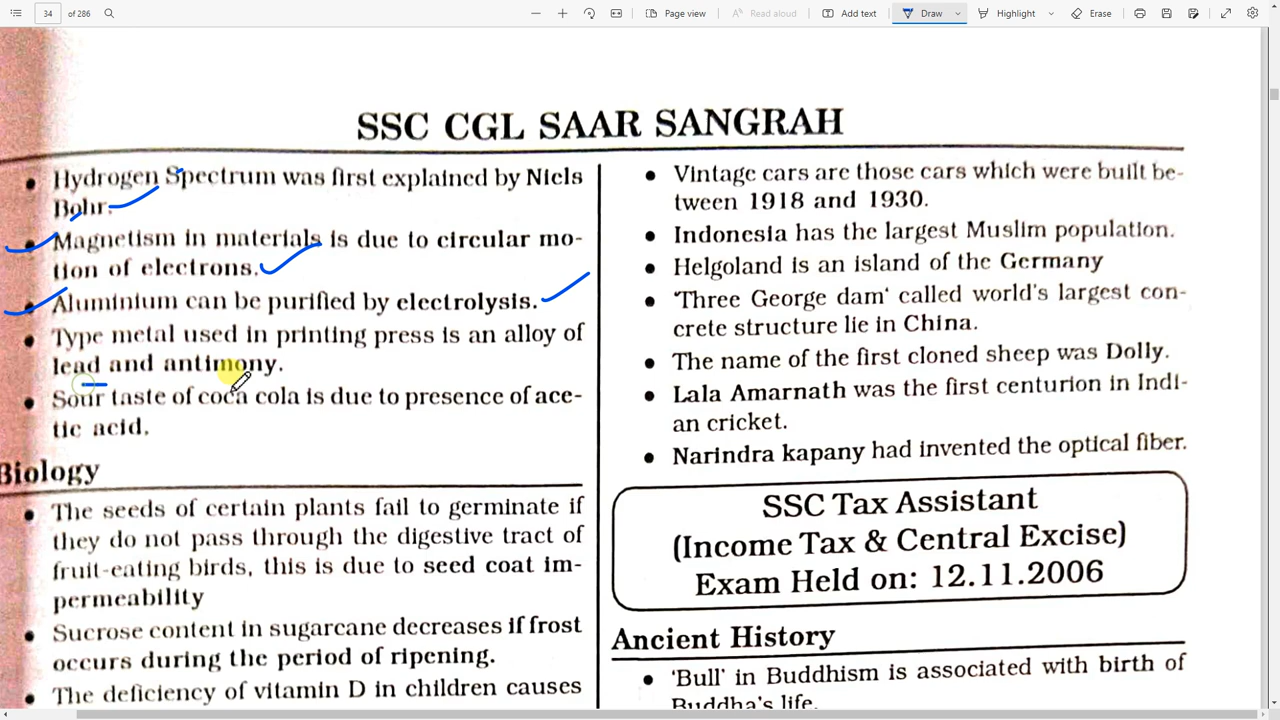 34 of 286
Page view
Read aloud
Add text
Draw
Highlight
Erase
SSC CGL SAAR SANGRAH
• Hydrogen Spectrum was first explained by Niels
Bohr.
• Magnetism in materials is due to circular mo-
tion of electrons.
• Aluminium can be purified by electrolysis.
• Type metal used in printing press is an alloy of
lead and antimony.
• Sour taste of coca cola is due to presence of ace-
tic acid.
Biology
• The seeds of certain plants fail to germinate if
they do not pass through the digestive tract of
fruit-eating birds, this is due to seed coat im-
permeability
• Sucrose content in sugarcane decreases if frost
occurs during the period of ripening.
• The deficiency of vitamin D in children causes
• Vintage cars are those cars which were built be-
tween 1918 and 1930.
• Indonesia has the largest Muslim population.
• Helgoland is an island of the Germany
• 'Three George dam' called world's largest con-
crete structure lie in China.
• The name of the first cloned sheep was Dolly.
• Lala Amarnath was the first centurion in Indi-
an cricket.
• Narindra kapany had invented the optical fiber.
SSC Tax Assistant
(Income Tax & Central Excise)
Exam Held on: 12.11.2006
Ancient History
• 'Bull' in Buddhism is associated with birth of
Buddha's life.